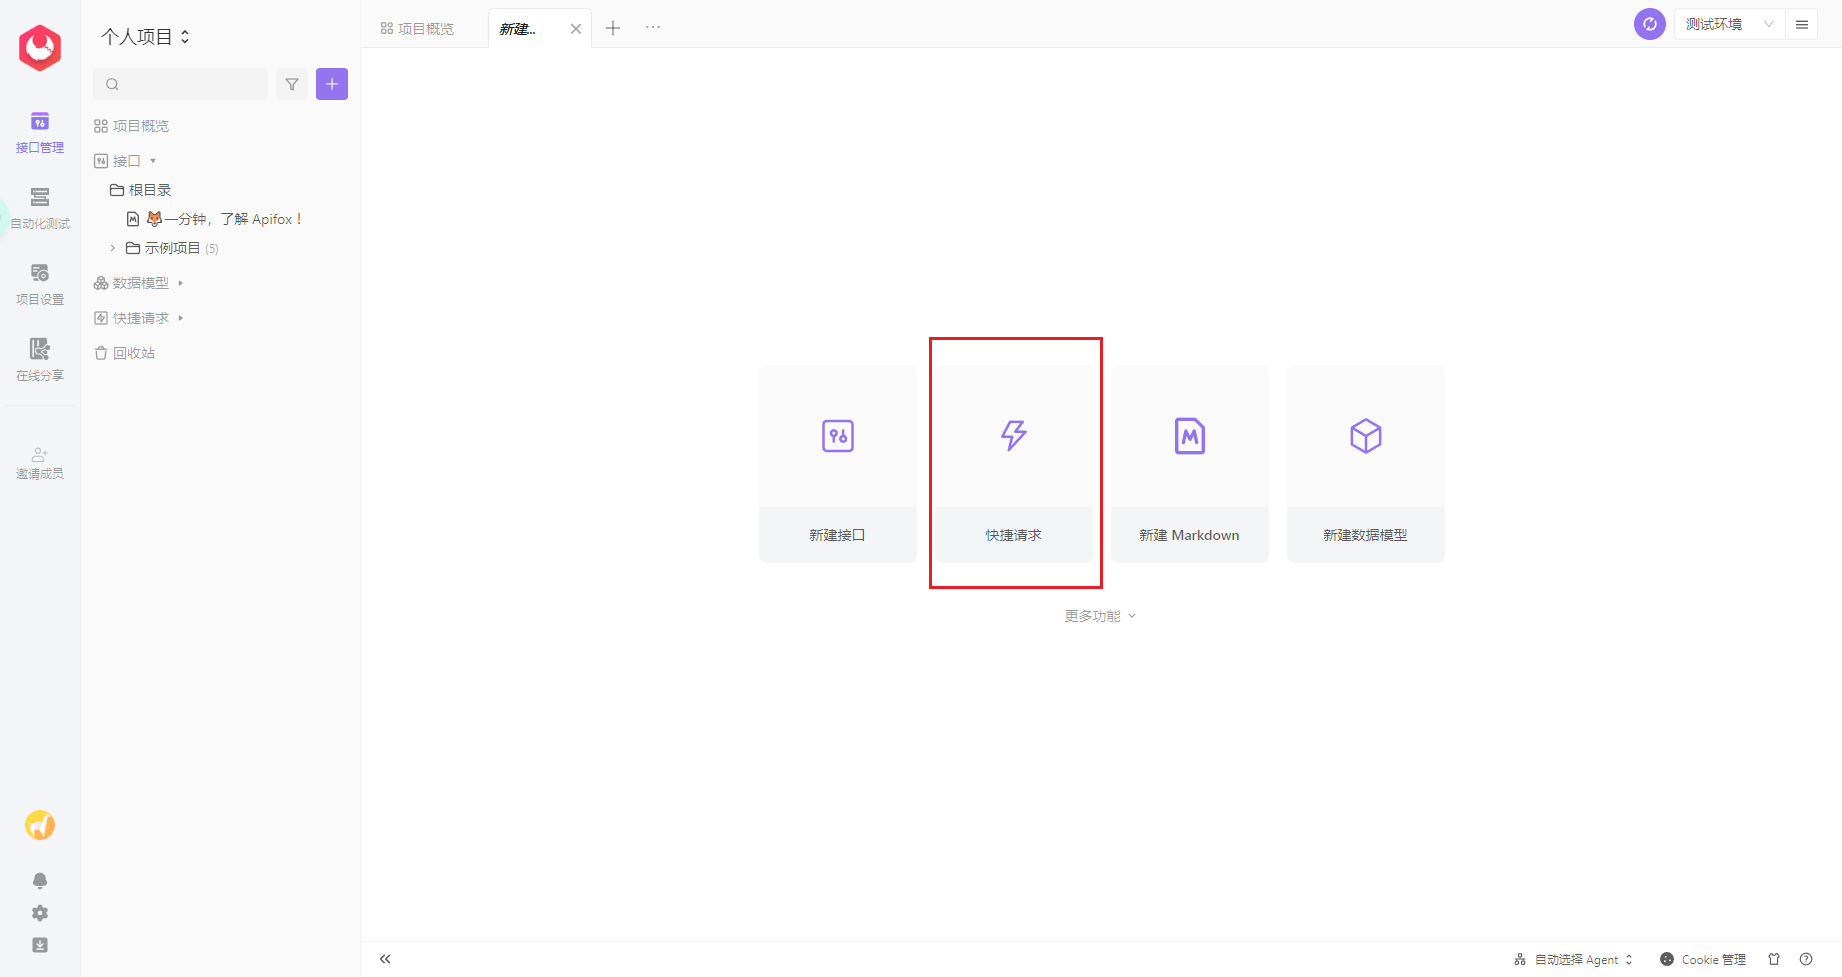 个人项目
项目概览
新建...
测试环境
项目概览
接口
根目录
一分钟，了解 Apifox！
示例项目 (5)
数据模型
快捷请求
回收站
接口管理
自动化测试
项目设置
在线分享
邀请成员
新建接口
快捷请求
新建 Markdown
新建数据模型
更多功能
自动选择 Agent
Cookie 管理